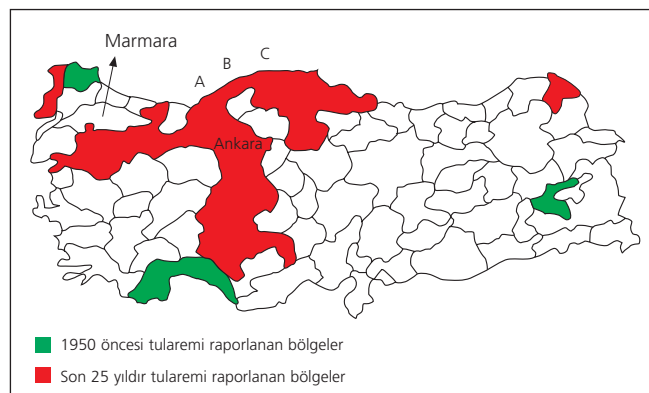 Marmara
A
B
C
Ankara
1950 öncesi tularemi raporlanan bölgeler
Son 25 yıldır tularemi raporlanan bölgeler